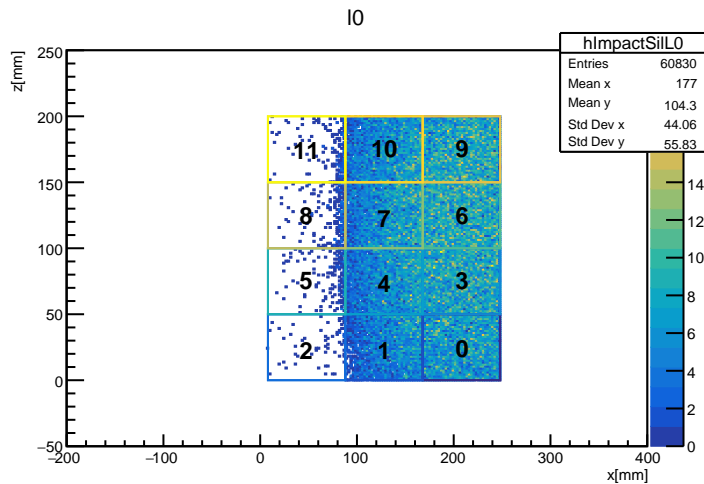 l0
hImpactSilL0
Entries 60830
Mean x 177
Mean y 104.3
Std Dev x 44.06
Std Dev y 55.83
z[mm]
250
200
150
100
50
0
−50
11 10 9
8 7 6
5 4 3
2 1 0
14
12
10
8
6
4
2
0
−200 −100 0 100 200 300 400
x[mm]